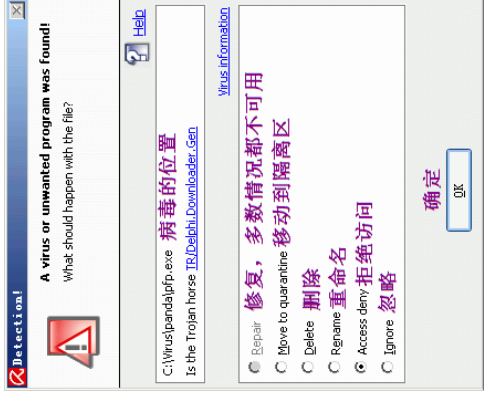 Detection!
A virus or unwanted program was found!
What should happen with the file?
Help
C:\Virus\panda\pfp.exe 病毒的位置
Is the Trojan horse TR/Delphi.Downloader.Gen
Virus information
Repair 修复，多数情况都不可用
Move to quarantine 移动到隔离区
Delete 删除
Rename 重命名
Access deny 拒绝访问
Ignore 忽略
确定
OK